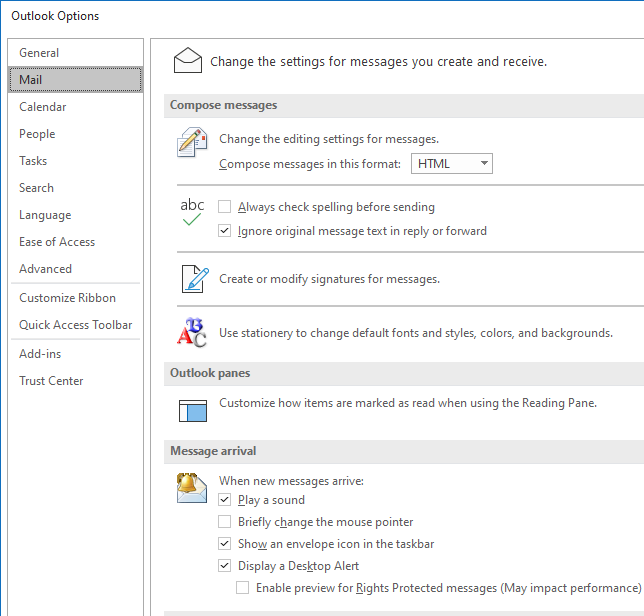 Outlook Options
General
Mail
Calendar
People
Tasks
Search
Language
Ease of Access
Advanced
Customize Ribbon
Quick Access Toolbar
Add-ins
Trust Center
Change the settings for messages you create and receive.
Compose messages
Change the editing settings for messages.
Compose messages in this format: HTML
abc
Always check spelling before sending
Ignore original message text in reply or forward
Create or modify signatures for messages.
ABC
Use stationery to change default fonts and styles, colors, and backgrounds.
Outlook panes
Customize how items are marked as read when using the Reading Pane.
Message arrival
When new messages arrive:
Play a sound
Briefly change the mouse pointer
Show an envelope icon in the taskbar
Display a Desktop Alert
Enable preview for Rights Protected messages (May impact performance)